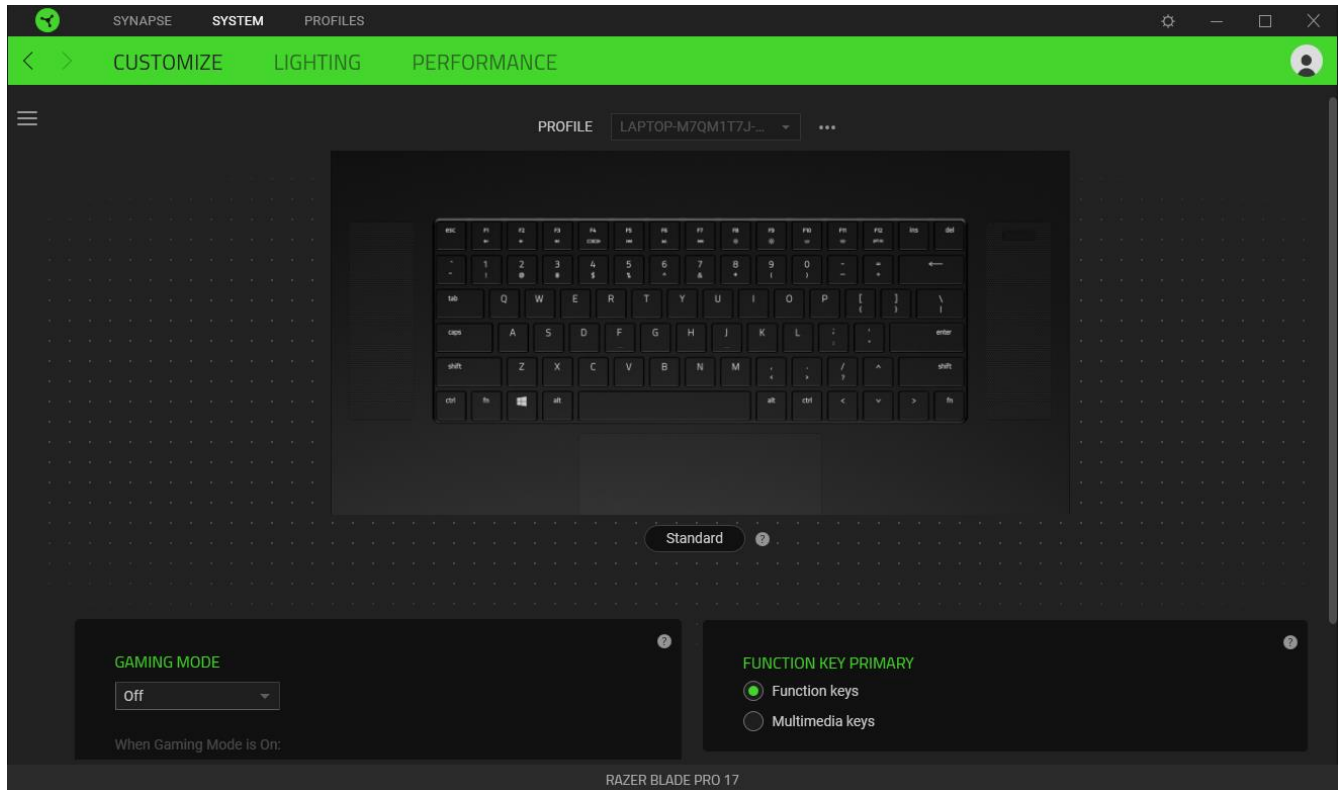 SYNAPSE SYSTEM PROFILES
CUSTOMIZE LIGHTING PERFORMANCE
PROFILE LAPTOP-M7QM1T7J-...
esc F1 F2 F3 F4 F5 F6 F7 F8 F9 F10 F11 F12 ins del
1 2 3 4 5 6 7 8 9 0
tab Q W E R T Y U I O P [ ] \
caps A S D F G H J K L ; ' enter
shift Z X C V B N M , . / ^ shift
ctrl fn alt alt ctrl < v > fn
Standard
GAMING MODE
Off
When Gaming Mode is On:
FUNCTION KEY PRIMARY
Function keys
Multimedia keys
RAZER BLADE PRO 17